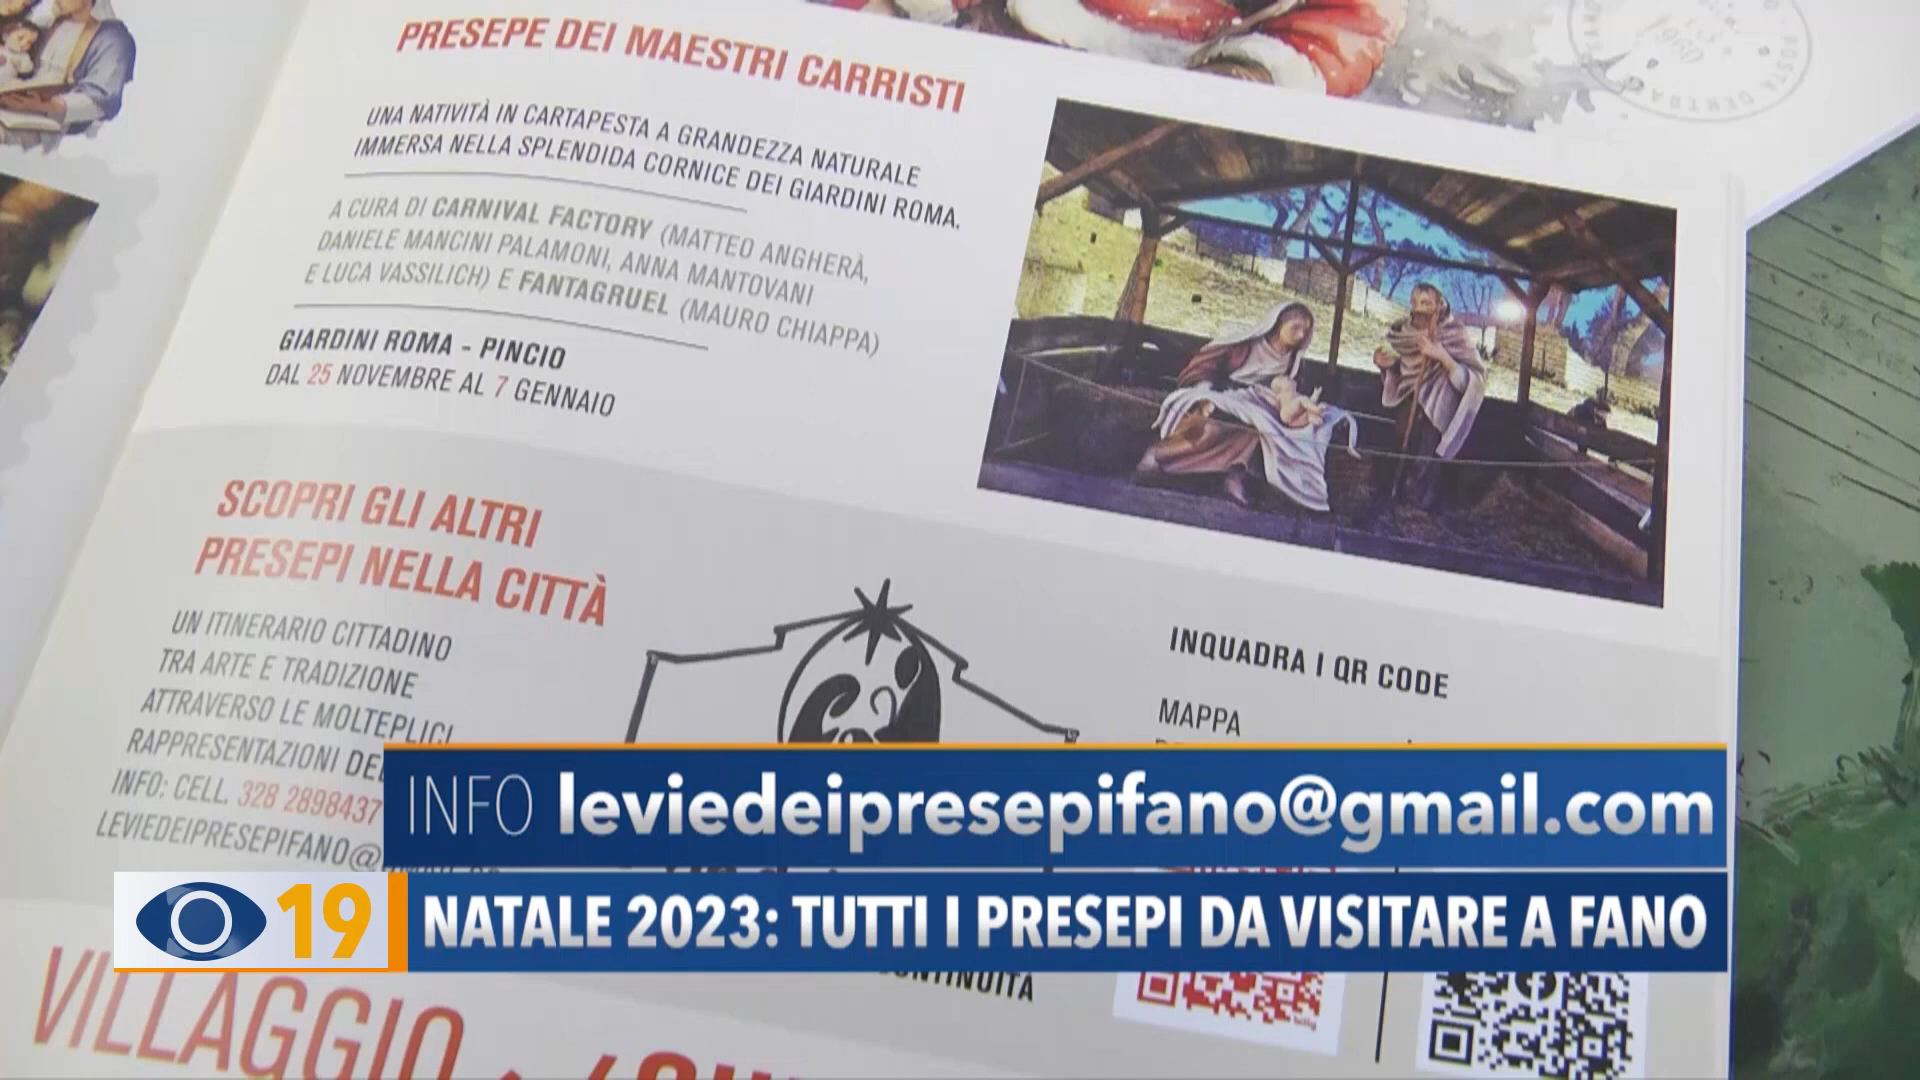 POSTA CENTRA
PRESEPE DEI MAESTRI CARRISTI
UNA NATIVITÀ IN CARTAPESTA A GRANDEZZA NATURALE
IMMERSA NELLA SPLENDIDA CORNICE DEI GIARDINI ROMA.
A CURA DI CARNIVAL FACTORY (MATTEO ANGHERÀ,
DANIELE MANCINI PALAMONI, ANNA MANTOVANI
E LUCA VASSILICH) E FANTAGRUEL (MAURO CHIAPPA)
GIARDINI ROMA - PINCIO
DAL 25 NOVEMBRE AL 7 GENNAIO
SCOPRI GLI ALTRI
PRESEPI NELLA CITTÀ
UN ITINERARIO CITTADINO
TRA ARTE E TRADIZIONE
ATTRAVERSO LE MOLTEPLICI
RAPPRESENTAZIONI DEL
INFO: CELL. 328 2898437
LEVIEDEIPRESEPIFANO@
INQUADRA I QR CODE
MAPPA
INFO leviedeipresepifano@gmail.com
19 NATALE 2023: TUTTI I PRESEPI DA VISITARE A FANO
CONTINUITÀ
VILLAGGIO